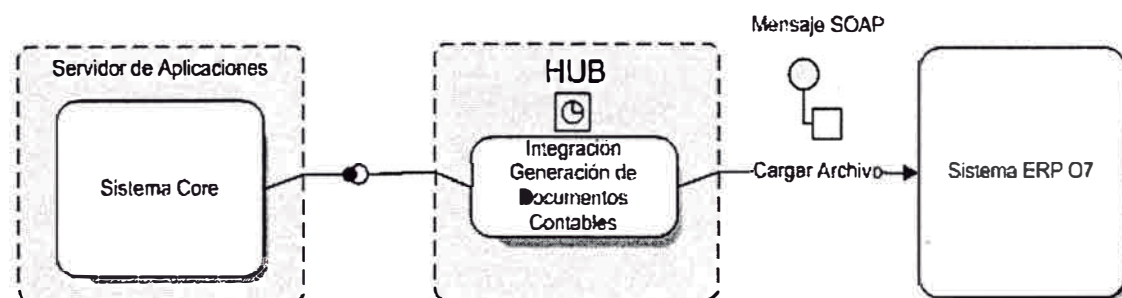 Mensaje SOAP
Servidor de Aplicaciones
HUB
Sistema Core
Integración
Generación de
Documentos
Contables
Cargar Archivo
Sistema ERP O7